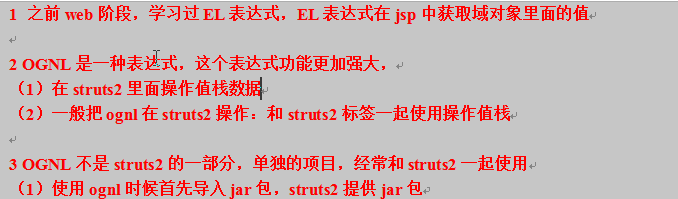 1 之前 web 阶段，学习过 EL 表达式，EL 表达式在 jsp 中获取域对象里面的值
2 OGNL 是一种表达式，这个表达式功能更加强大，
（1）在 struts2 里面操作值栈数据
（2）一般把 ognl 在 struts2 操作：和 struts2 标签一起使用操作值栈
3 OGNL 不是 struts2 的一部分，单独的项目，经常和 struts2 一起使用
（1）使用 ognl 时候首先导入 jar 包，struts2 提供 jar 包